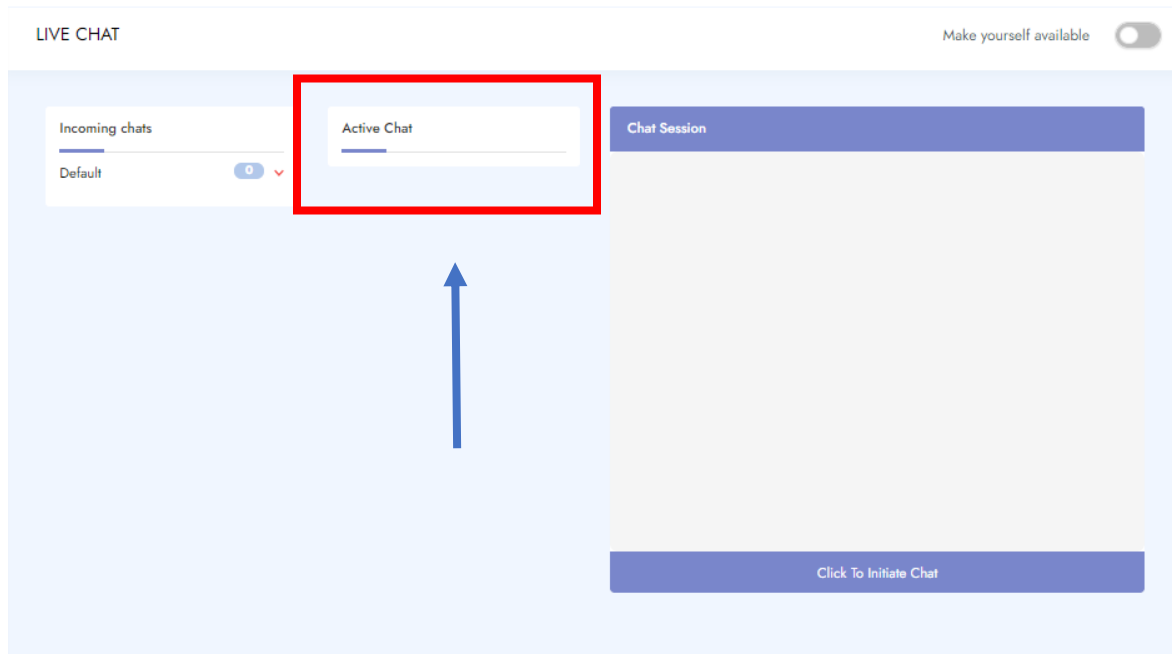 LIVE CHAT
Make yourself available
Incoming chats
Default
0
Active Chat
Chat Session
Click To Initiate Chat